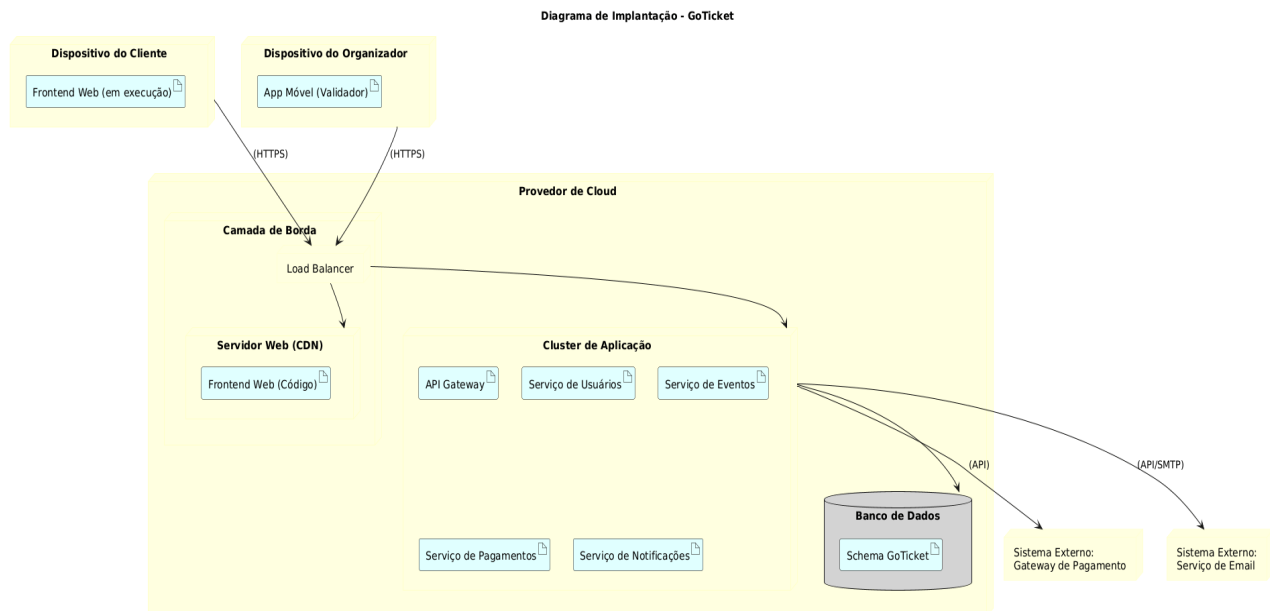 Diagrama de Implantação - GoTicket
Dispositivo do Cliente
Frontend Web (em execução)
Dispositivo do Organizador
App Móvel (Validador)
(HTTPS)
(HTTPS)
Provedor de Cloud
Camada de Borda
Load Balancer
Servidor Web (CDN)
Frontend Web (Código)
Cluster de Aplicação
API Gateway
Serviço de Usuários
Serviço de Eventos
(API)
(API/SMTP)
Serviço de Pagamentos
Serviço de Notificações
Banco de Dados
Schema GoTicket
Sistema Externo:
Gateway de Pagamento
Sistema Externo:
Serviço de Email